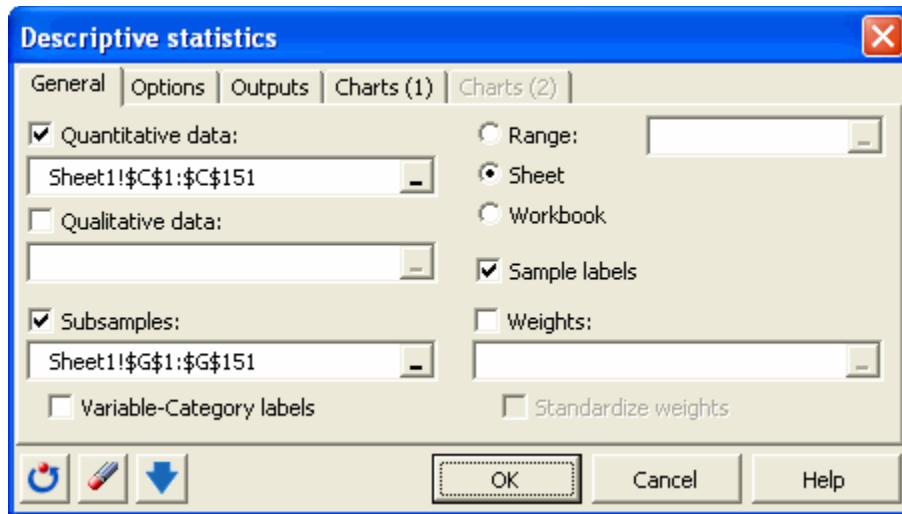 Descriptive statistics
General Options Outputs Charts (1) Charts (2)
Quantitative data:
Sheet1!$C$1:$C$151
Qualitative data:
Subsamples:
Sheet1!$G$1:$G$151
Variable-Category labels
Range:
Sheet
Workbook
Sample labels
Weights:
Standardize weights
OK Cancel Help